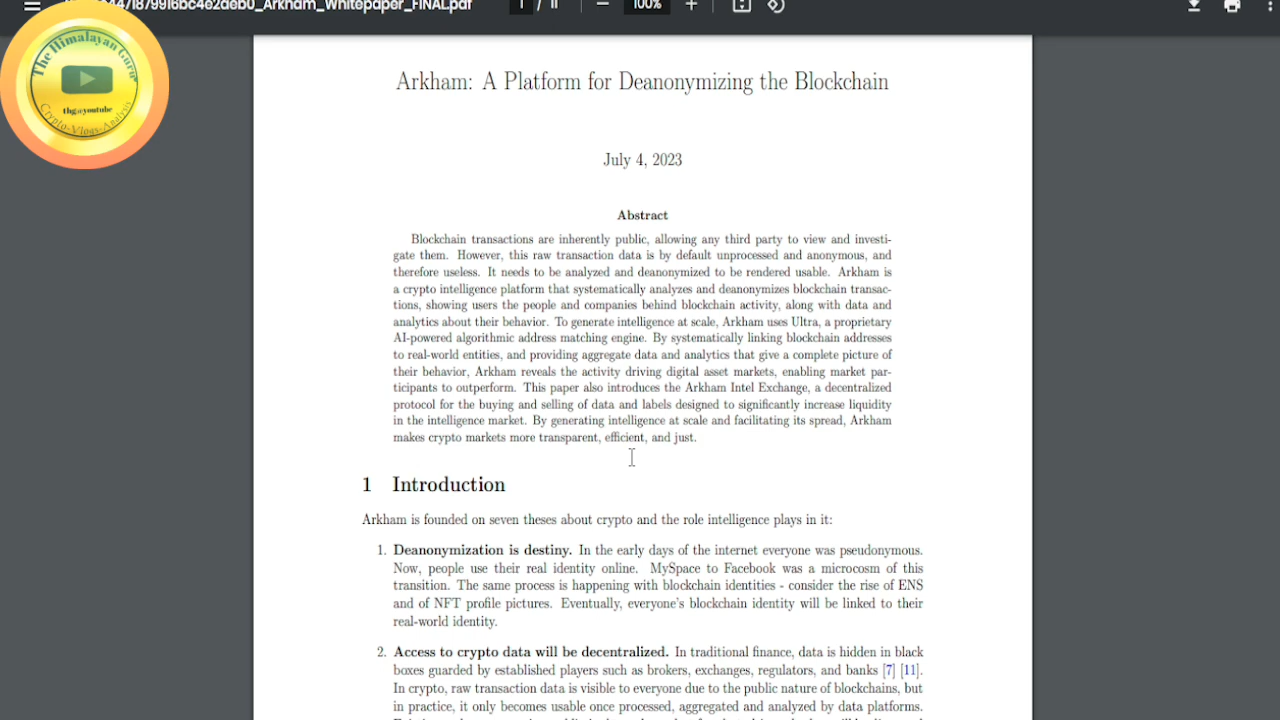 Arkham_Whitepaper_FINAL.pdf
1 / 11
100%
The Himalayan Guru
thg@youtube
Crypto-Vlogs-Analysis
Arkham: A Platform for Deanonymizing the Blockchain
July 4, 2023
Abstract
Blockchain transactions are inherently public, allowing any third party to view and investi-
gate them. However, this raw transaction data is by default unprocessed and anonymous, and
therefore useless. It needs to be analyzed and deanonymized to be rendered usable. Arkham is
a crypto intelligence platform that systematically analyzes and deanonymizes blockchain transac-
tions, showing users the people and companies behind blockchain activity, along with data and
analytics about their behavior. To generate intelligence at scale, Arkham uses Ultra, a proprietary
AI-powered algorithmic address matching engine. By systematically linking blockchain addresses
to real-world entities, and providing aggregate data and analytics that give a complete picture of
their behavior, Arkham reveals the activity driving digital asset markets, enabling market par-
ticipants to outperform. This paper also introduces the Arkham Intel Exchange, a decentralized
protocol for the buying and selling of data and labels designed to significantly increase liquidity
in the intelligence market. By generating intelligence at scale and facilitating its spread, Arkham
makes crypto markets more transparent, efficient, and just.
1 Introduction
Arkham is founded on seven theses about crypto and the role intelligence plays in it:
1. Deanonymization is destiny. In the early days of the internet everyone was pseudonymous.
Now, people use their real identity online. MySpace to Facebook was a microcosm of this
transition. The same process is happening with blockchain identities - consider the rise of ENS
and of NFT profile pictures. Eventually, everyone's blockchain identity will be linked to their
real-world identity.
2. Access to crypto data will be decentralized. In traditional finance, data is hidden in black
boxes guarded by established players such as brokers, exchanges, regulators, and banks [7] [11].
In crypto, raw transaction data is visible to everyone due to the public nature of blockchains, but
in practice, it only becomes usable once processed, aggregated and analyzed by data platforms.